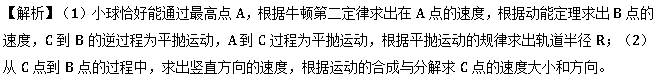 【解析】（1）小球恰好能通过最高点 A，根据牛顿第二定律求出在 A 点的速度，根据动能定理求出 B 点的
速度，C 到 B 的逆过程为平抛运动，A 到 C 过程为平抛运动，根据平抛运动的规律求出轨道半径 R；（2）
从 C 点到 B 点的过程中，求出竖直方向的速度，根据运动的合成与分解求 C 点的速度大小和方向。